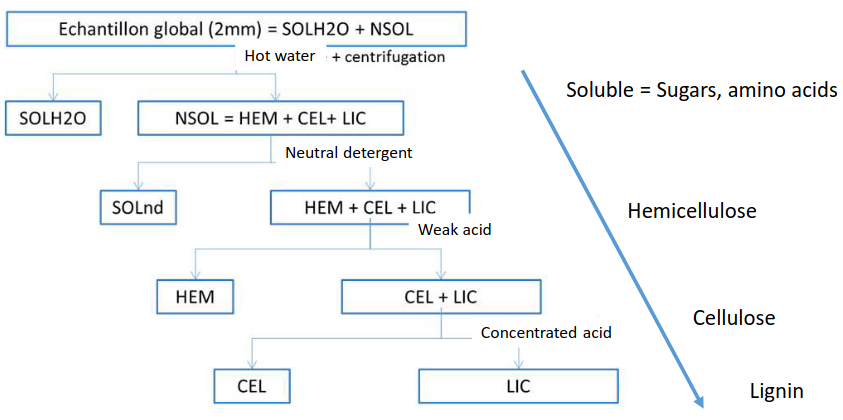 Echantillon global (2mm) = SOLH2O + NSOL
Hot water + centrifugation
Soluble = Sugars, amino acids
SOLH2O
NSOL = HEM + CEL+ LIC
Neutral detergent
SOLnd
HEM + CEL + LIC
Hemicellulose
Weak acid
HEM
CEL + LIC
Cellulose
Concentrated acid
CEL
LIC
Lignin